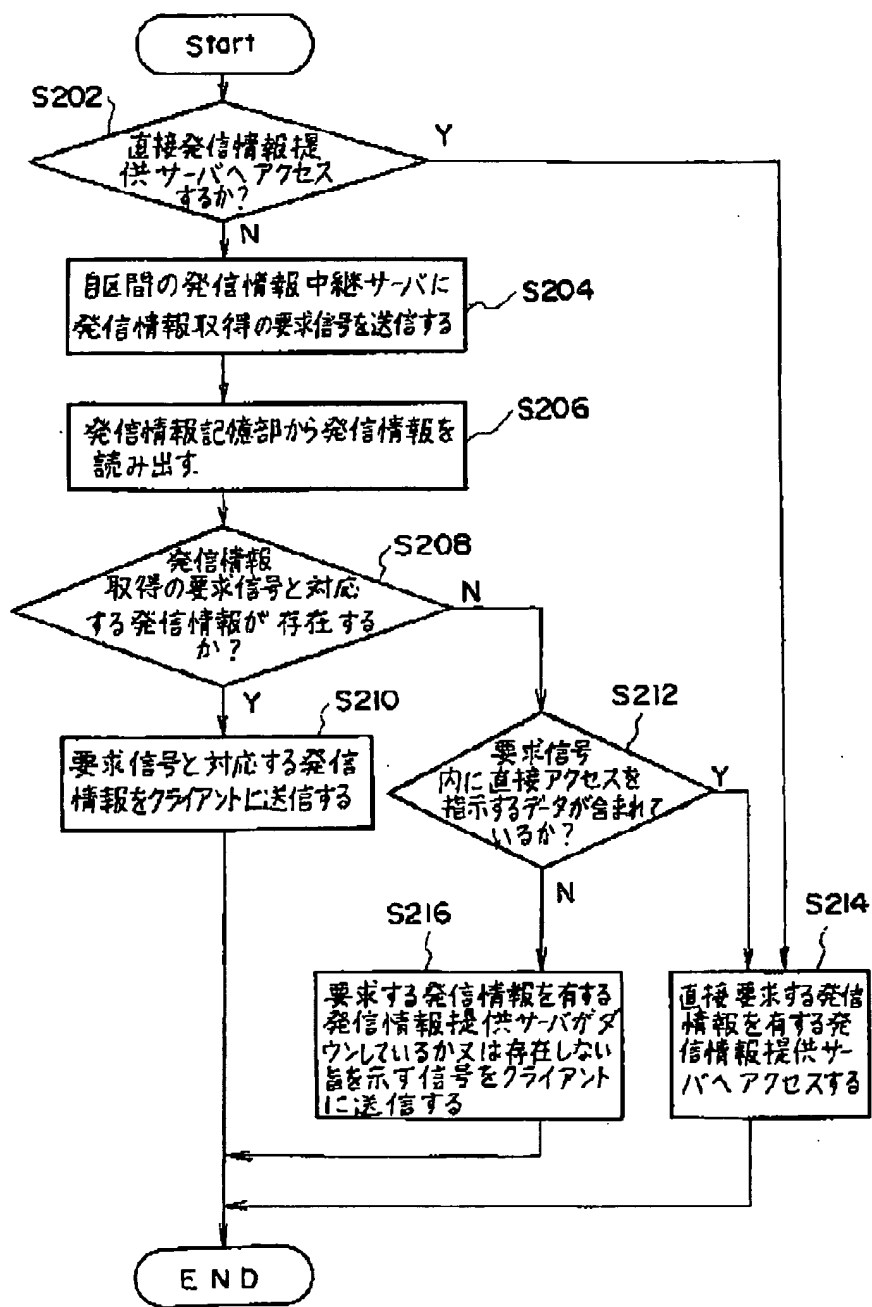 Start
S202
直接発信情報提
供サーバへアクセス
するか?
Y
N
自区間の発信情報中継サーバに
発信情報取得の要求信号を送信する
S204
発信情報記憶部から発信情報を
読み出す
S206
発信情報
取得の要求信号と対応
する発信情報が存在する
か?
S208
N
Y
S210
要求信号と対応する発信
情報をクライアントに送信する
S212
要求信号
内に直接アクセスを
指示するデータが含まれて
いるか?
Y
N
S216
要求する発信情報を有する
発信情報提供サーバがダ
ウンしているか又は存在しない
旨を示す信号をクライアント
に送信する
S214
直接要求する発信
情報を有する発
信情報提供サー
バへアクセスする
END